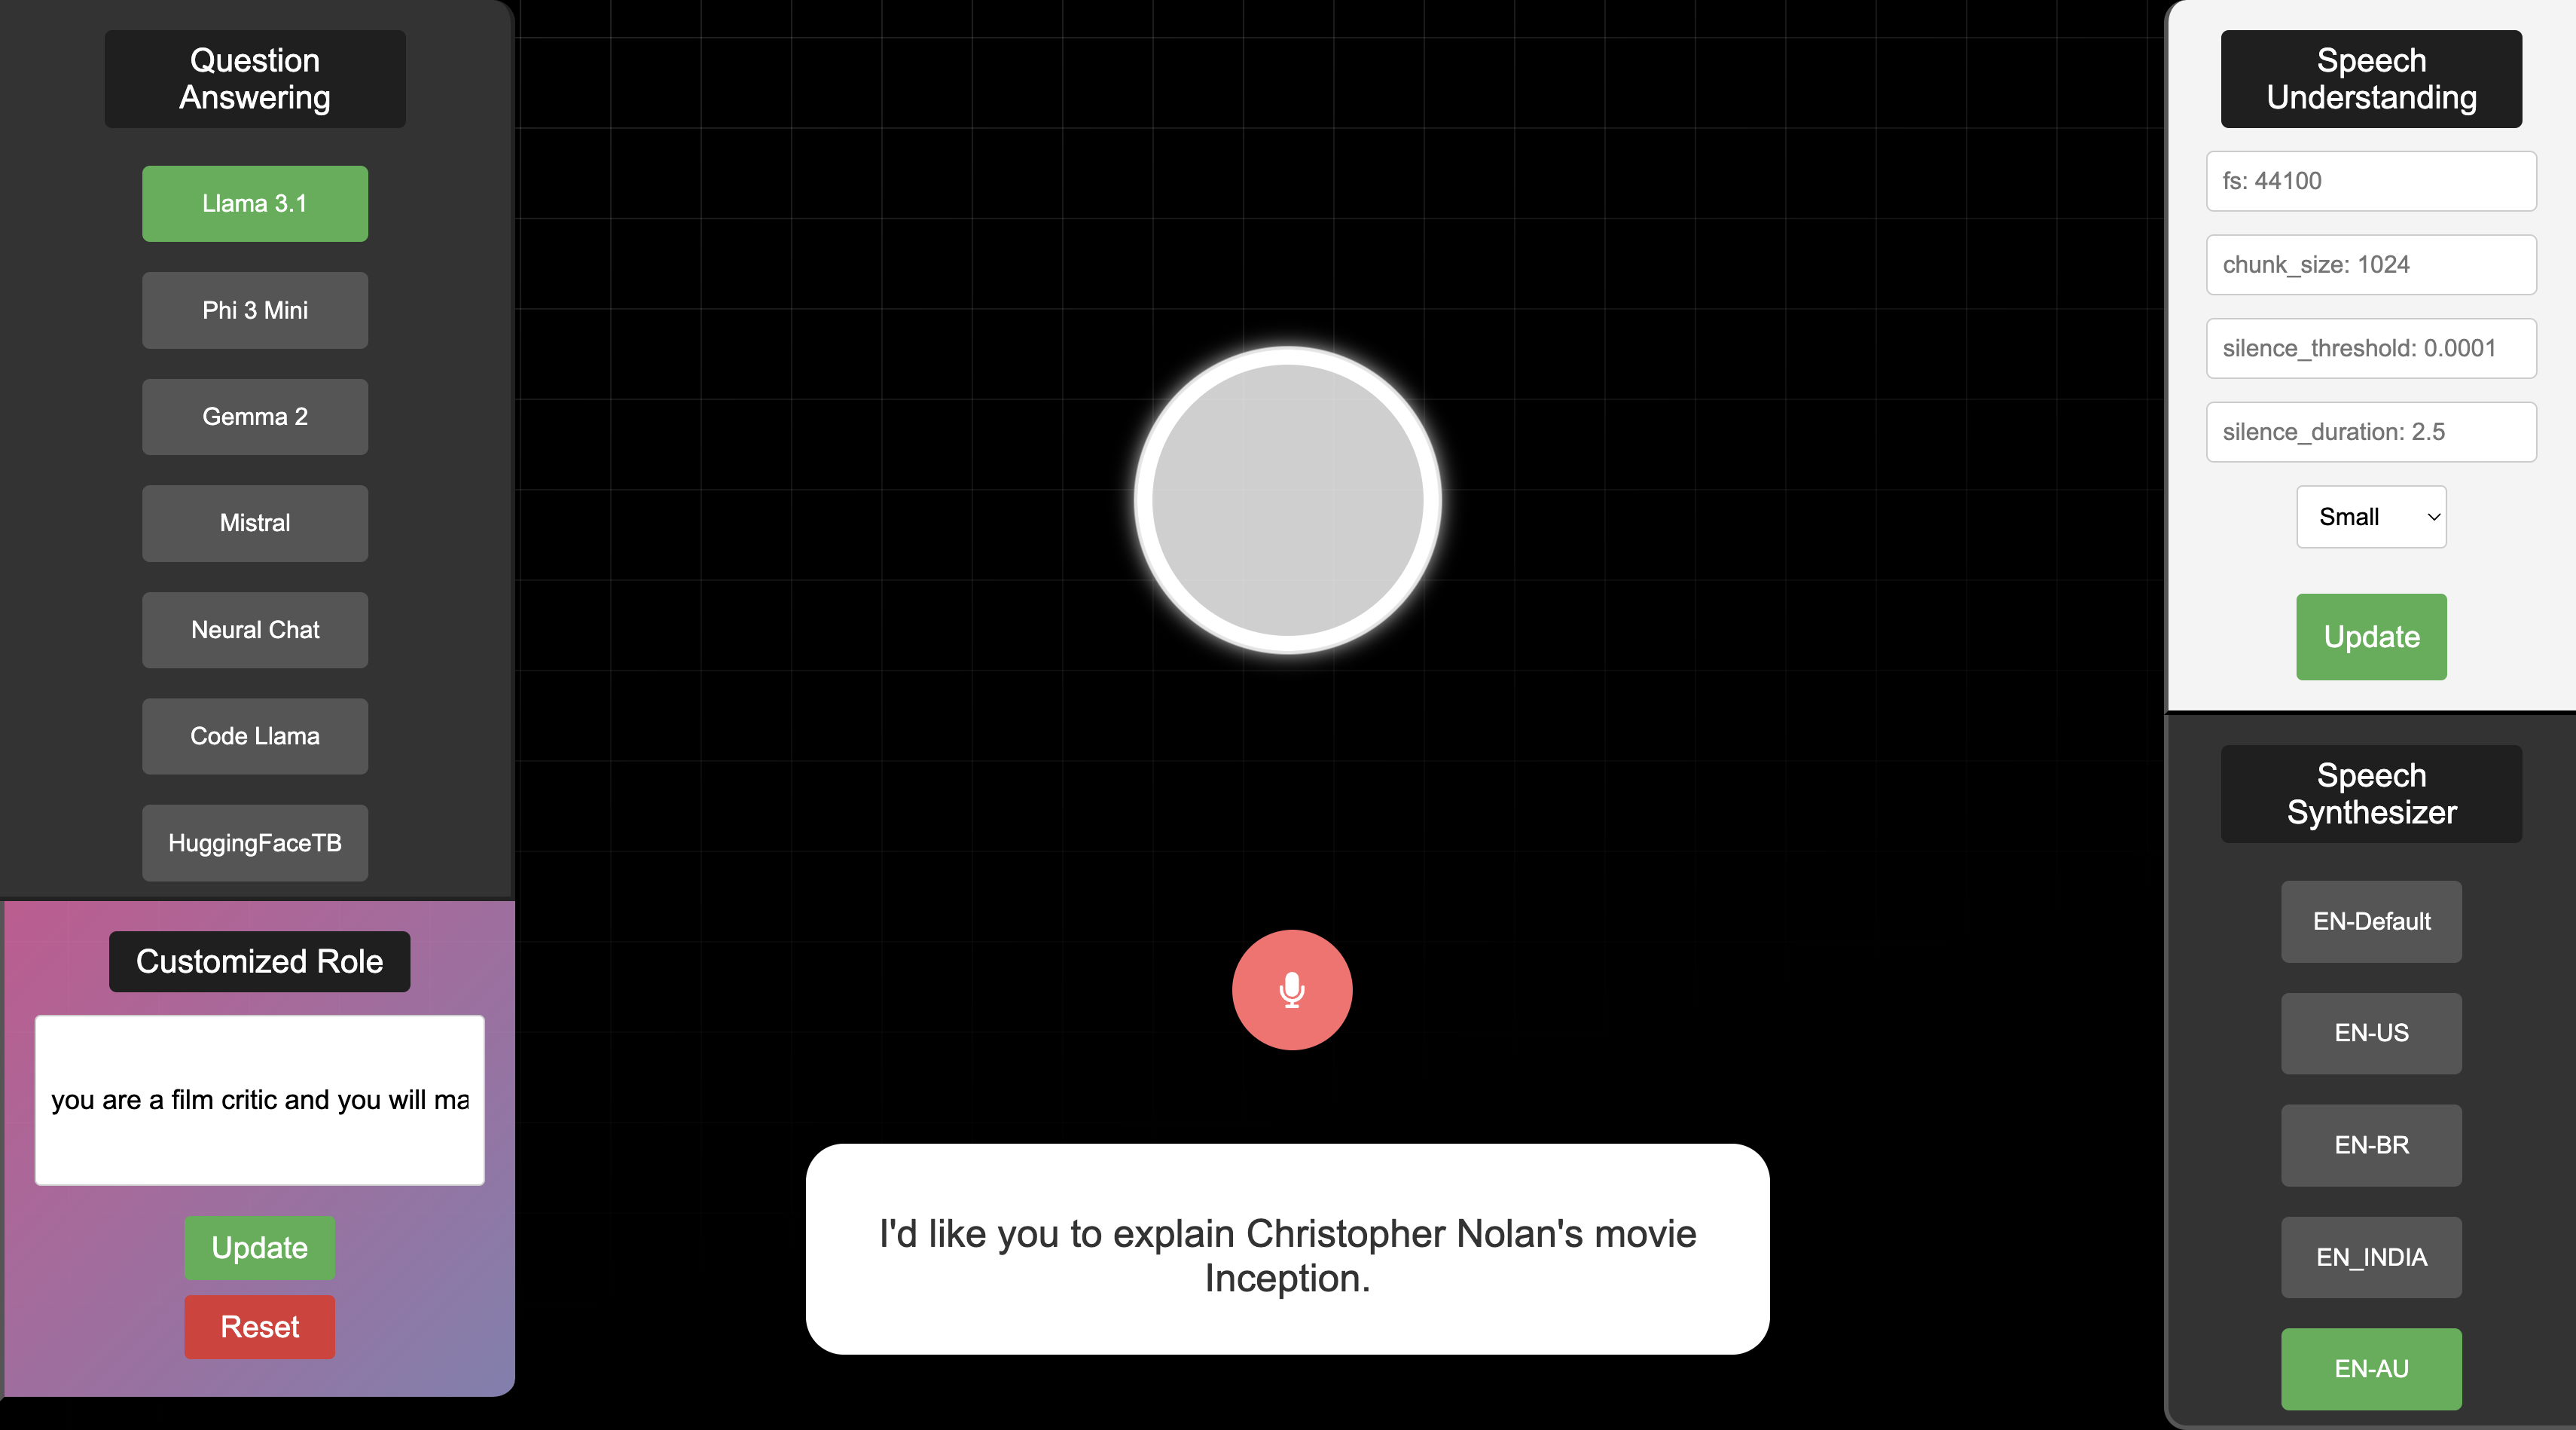 Question
Answering
Llama 3.1
Phi 3 Mini
Gemma 2
Mistral
Neural Chat
Code Llama
HuggingFaceTB
Customized Role
you are a film critic and you will ma
Update
Reset
I'd like you to explain Christopher Nolan's movie
Inception.
Speech
Understanding
fs: 44100
chunk_size: 1024
silence_threshold: 0.0001
silence_duration: 2.5
Small
Update
Speech
Synthesizer
EN-Default
EN-US
EN-BR
EN_INDIA
EN-AU